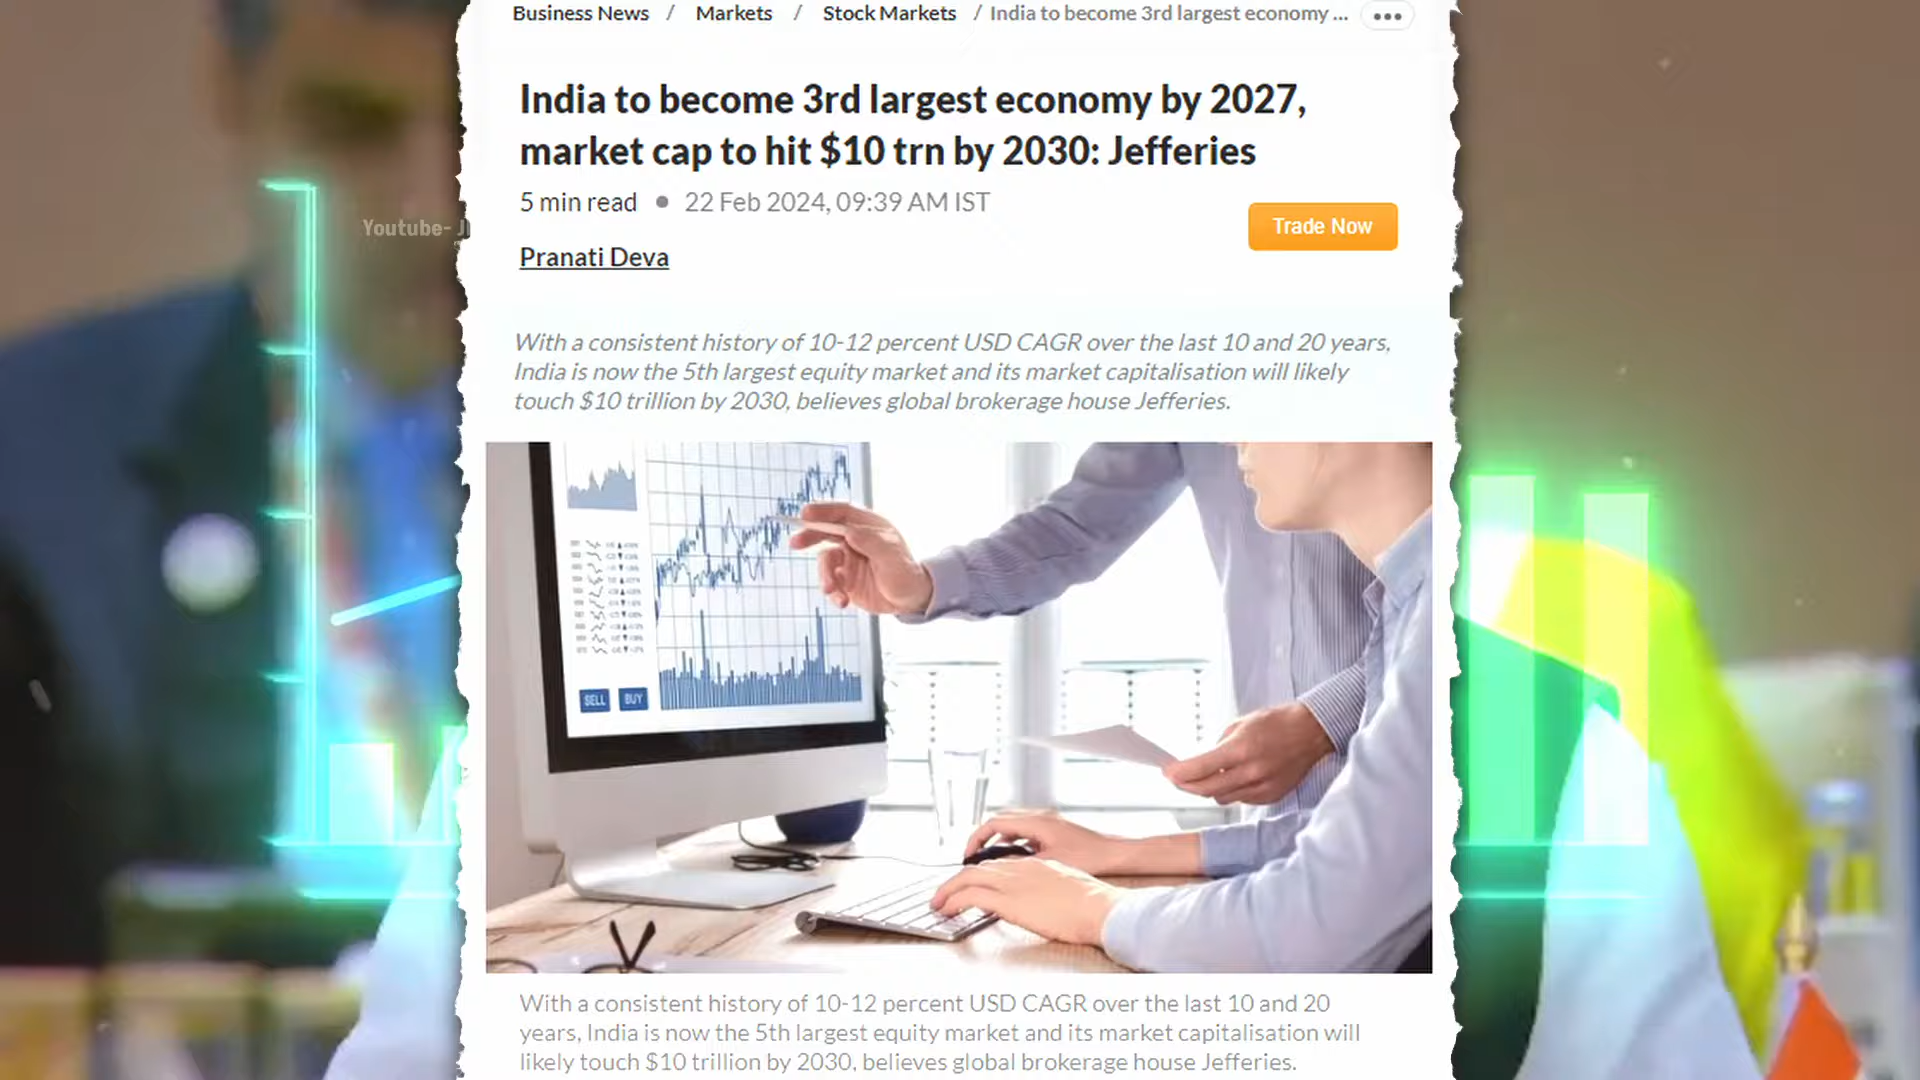 Business News / Markets / Stock Markets / India to become 3rd largest economy ...
India to become 3rd largest economy by 2027,
market cap to hit $10 trn by 2030: Jefferies
5 min read • 22 Feb 2024, 09:39 AM IST
Trade Now
Youtube-
Pranati Deva
With a consistent history of 10-12 percent USD CAGR over the last 10 and 20 years,
India is now the 5th largest equity market and its market capitalisation will likely
touch $10 trillion by 2030, believes global brokerage house Jefferies.
SELL BUY
With a consistent history of 10-12 percent USD CAGR over the last 10 and 20
years, India is now the 5th largest equity market and its market capitalisation will
likely touch $10 trillion by 2030, believes global brokerage house Jefferies.